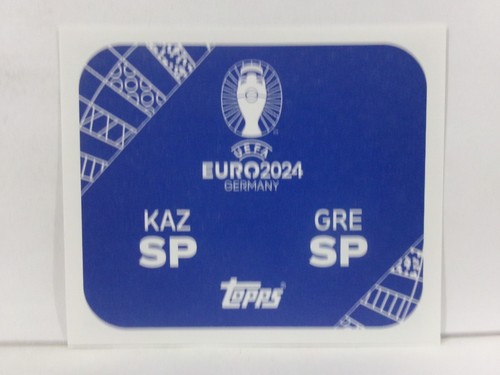 UEFA
EURO2024
GERMANY
KAZ GRE
SP SP
Topps